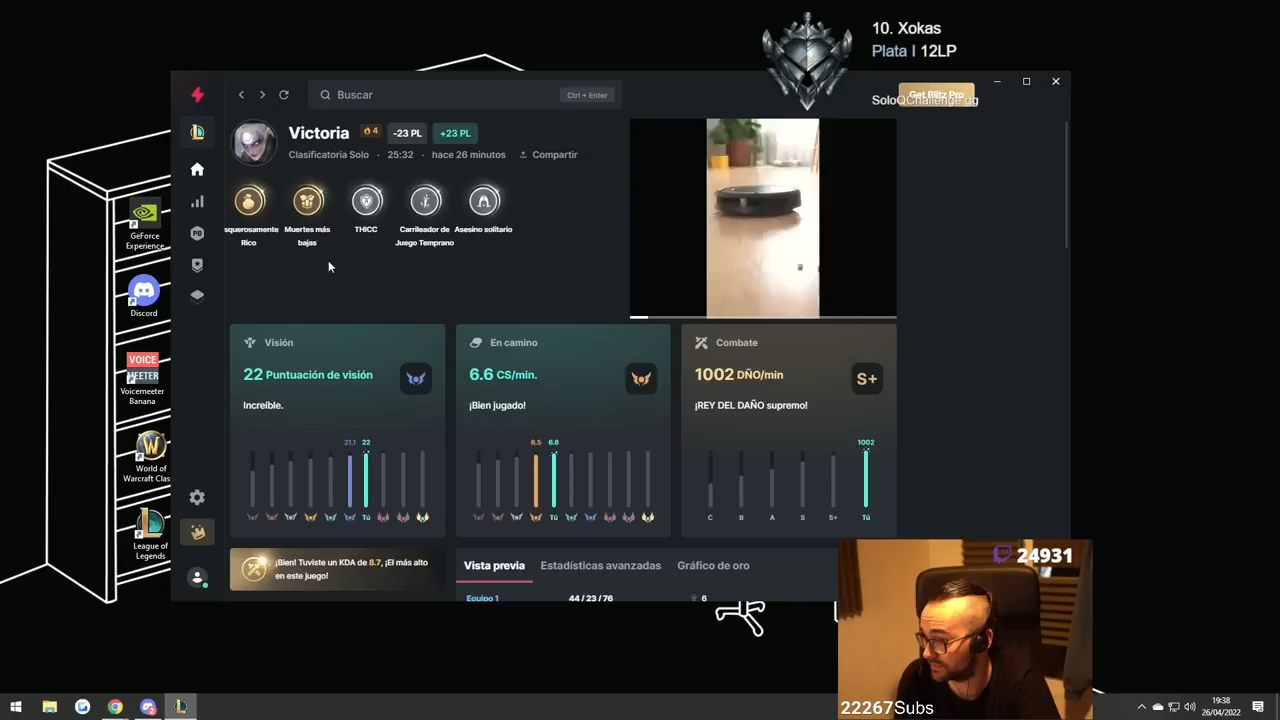 10. Xokas
Plata I 12LP
SoloQChallenge.gg
Buscar
Ctrl + Enter
Get Blitz Pro
Victoria
4
-23 PL
+23 PL
Clasificatoria Solo · 25:32 · hace 26 minutos
Compartir
squerosamente
Rico
Muertes más
bajas
THICC
Carrileador de
Juego Temprano
Asesino solitario
Visión
22 Puntuación de visión
Increíble.
21.1 22
Tú
En camino
6.6 CS/min.
¡Bien jugado!
6.5 6.6
Tú
Combate
1002 DÑO/min
S+
¡REY DEL DAÑO supremo!
1002
C B A S S+ Tú
¡Bien! Tuviste un KDA de 8.7, ¡El más alto
en este juego!
Vista previa
Estadísticas avanzadas
Gráfico de oro
Equipo 1
44 / 23 / 76
6
GeForce
Experience
Discord
VOICE
MEETER
Voicemeeter
Banana
World of
Warcraft Clas
League of
Legends
PB
24931
22267Subs
19:38
26/04/2022